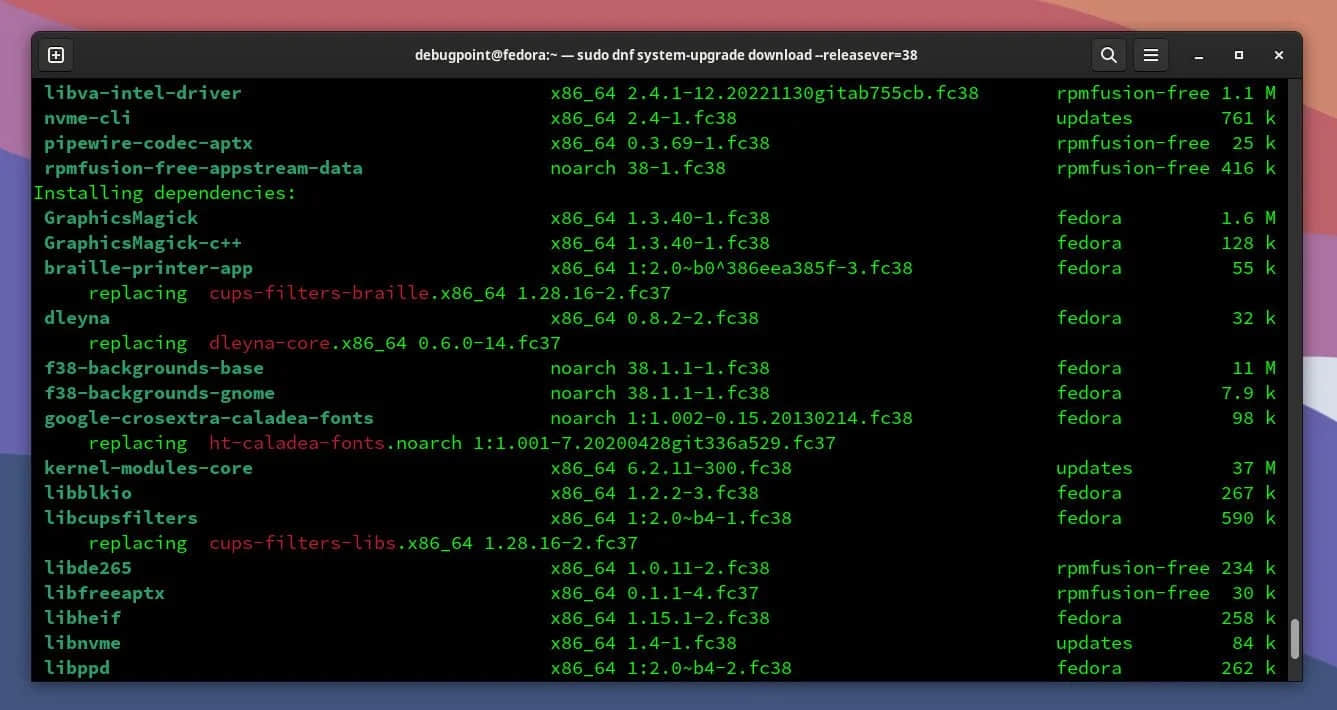 debugpoint@fedora:~ — sudo dnf system-upgrade download --releasever=38
libva-intel-driver x86_64 2.4.1-12.20221130gitab755cb.fc38 rpmfusion-free 1.1 M
nvme-cli x86_64 2.4-1.fc38 updates 761 k
pipewire-codec-aptx x86_64 0.3.69-1.fc38 rpmfusion-free 25 k
rpmfusion-free-appstream-data noarch 38-1.fc38 rpmfusion-free 416 k
Installing dependencies:
GraphicsMagick x86_64 1.3.40-1.fc38 fedora 1.6 M
GraphicsMagick-c++ x86_64 1.3.40-1.fc38 fedora 128 k
braille-printer-app x86_64 1:2.0~b0^386eea385f-3.fc38 fedora 55 k
replacing cups-filters-braille.x86_64 1.28.16-2.fc37
dleyna x86_64 0.8.2-2.fc38 fedora 32 k
replacing dleyna-core.x86_64 0.6.0-14.fc37
f38-backgrounds-base noarch 38.1.1-1.fc38 fedora 11 M
f38-backgrounds-gnome noarch 38.1.1-1.fc38 fedora 7.9 k
google-crosextra-caladea-fonts noarch 1:1.002-0.15.20130214.fc38 fedora 98 k
replacing ht-caladea-fonts.noarch 1:1.001-7.20200428git336a529.fc37
kernel-modules-core x86_64 6.2.11-300.fc38 updates 37 M
libblkio x86_64 1.2.2-3.fc38 fedora 267 k
libcupsfilters x86_64 1:2.0~b4-1.fc38 fedora 590 k
replacing cups-filters-libs.x86_64 1.28.16-2.fc37
libde265 x86_64 1.0.11-2.fc38 rpmfusion-free 234 k
libfreeaptx x86_64 0.1.1-4.fc37 rpmfusion-free 30 k
libheif x86_64 1.15.1-2.fc38 fedora 258 k
libnvme x86_64 1.4-1.fc38 updates 84 k
libppd x86_64 1:2.0~b4-2.fc38 fedora 262 k